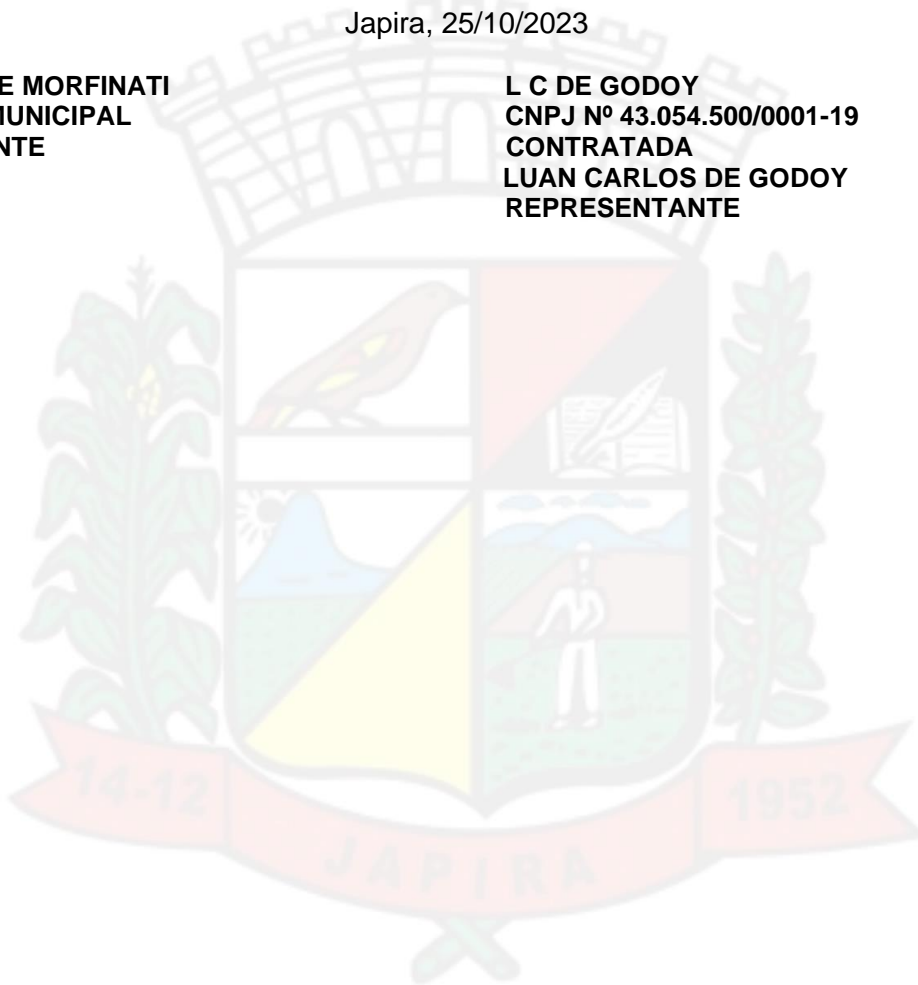 Japira, 25/10/2023
E MORFINATI
MUNICIPAL
NTE
L C DE GODOY
CNPJ Nº 43.054.500/0001-19
CONTRATADA
LUAN CARLOS DE GODOY
REPRESENTANTE
14-12
JAPIRA
1952